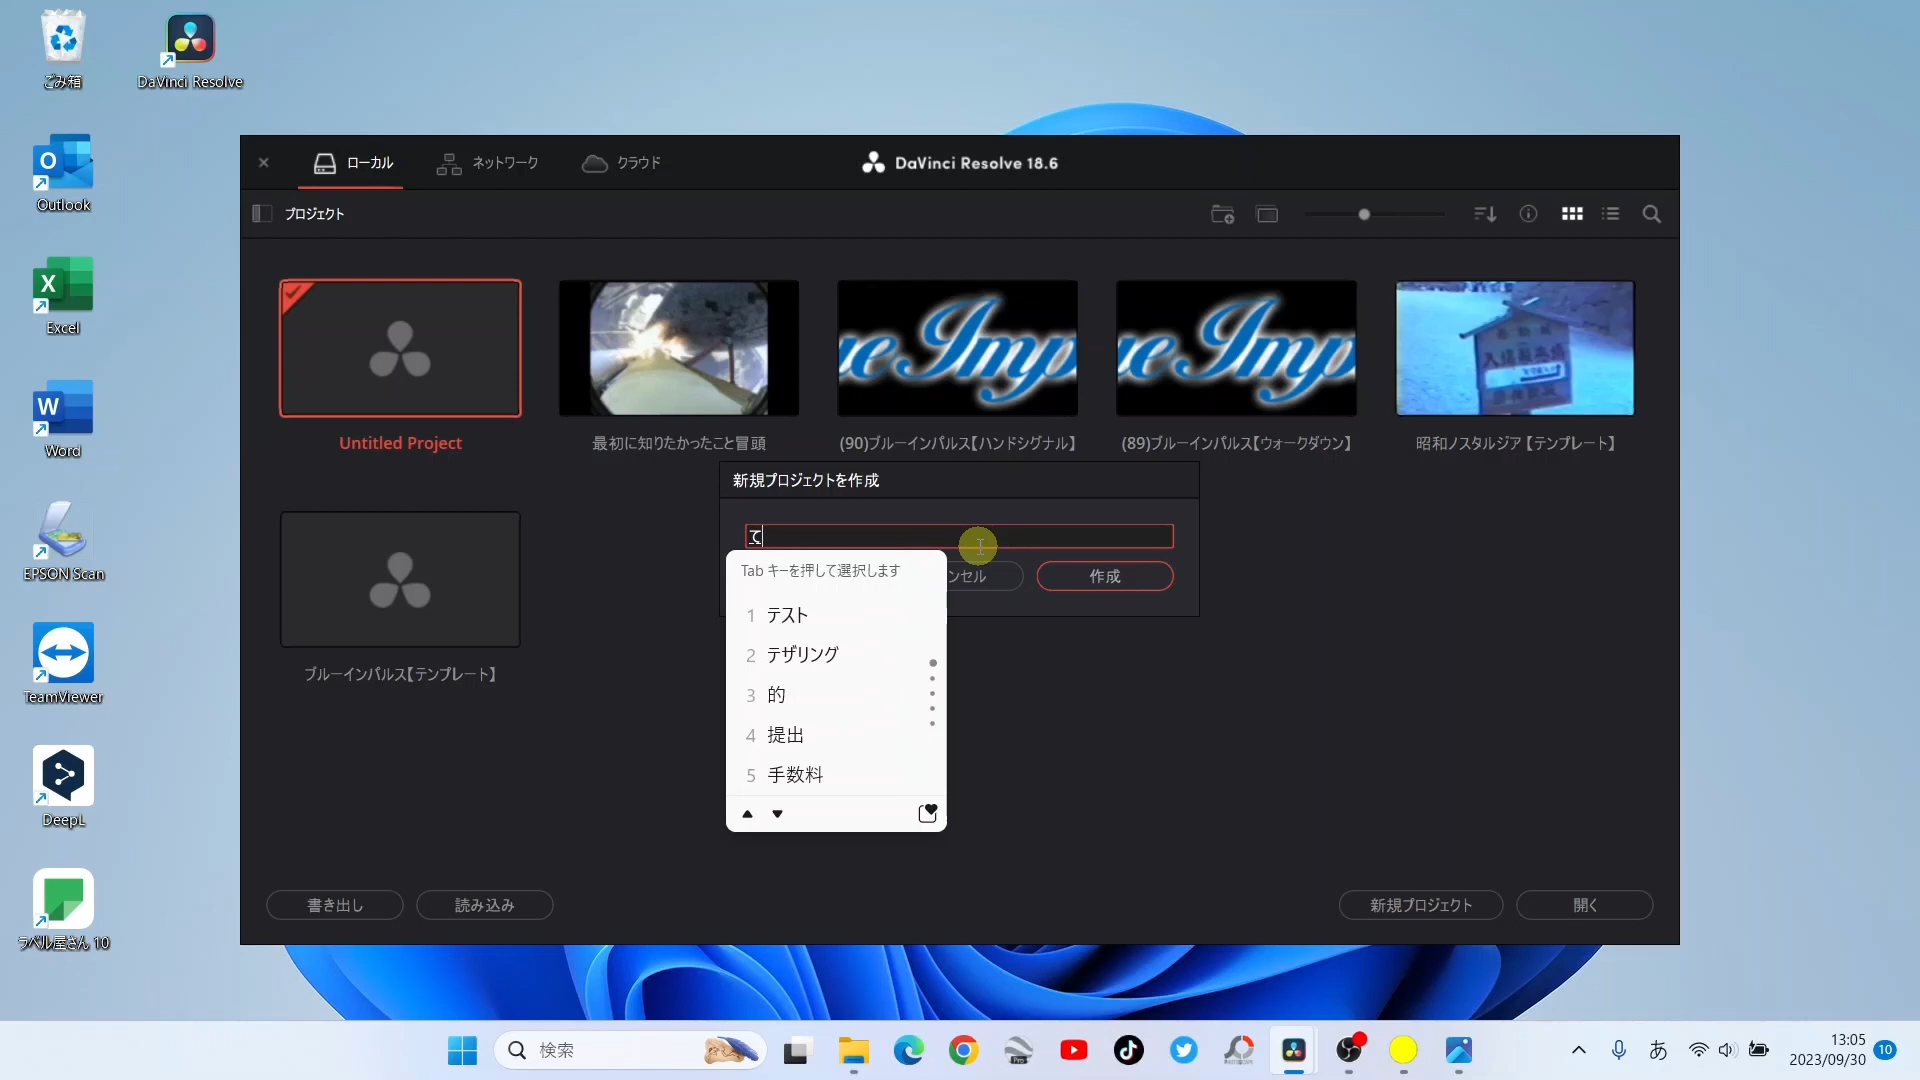 ごみ箱
DaVinci Resolve
Outlook
Excel
Word
EPSON Scan
TeamViewer
DeepL
ラベル屋さん 10
ローカル
ネットワーク
クラウド
DaVinci Resolve 18.6
プロジェクト
Untitled Project
最初に知りたかったこと冒頭
(90)ブルーインパルス【ハンドシグナル】
(89)ブルーインパルス【ウォークダウン】
昭和ノスタルジア【テンプレート】
ueImp
ueImp
入場
ブルーインパルス【テンプレート】
新規プロジェクトを作成
て
ンセル
作成
Tab キーを押して選択します
1 テスト
2 テザリング
3 的
4 提出
5 手数料
書き出し
読み込み
新規プロジェクト
開く
検索
Pro
あ
13:05
2023/09/30
10